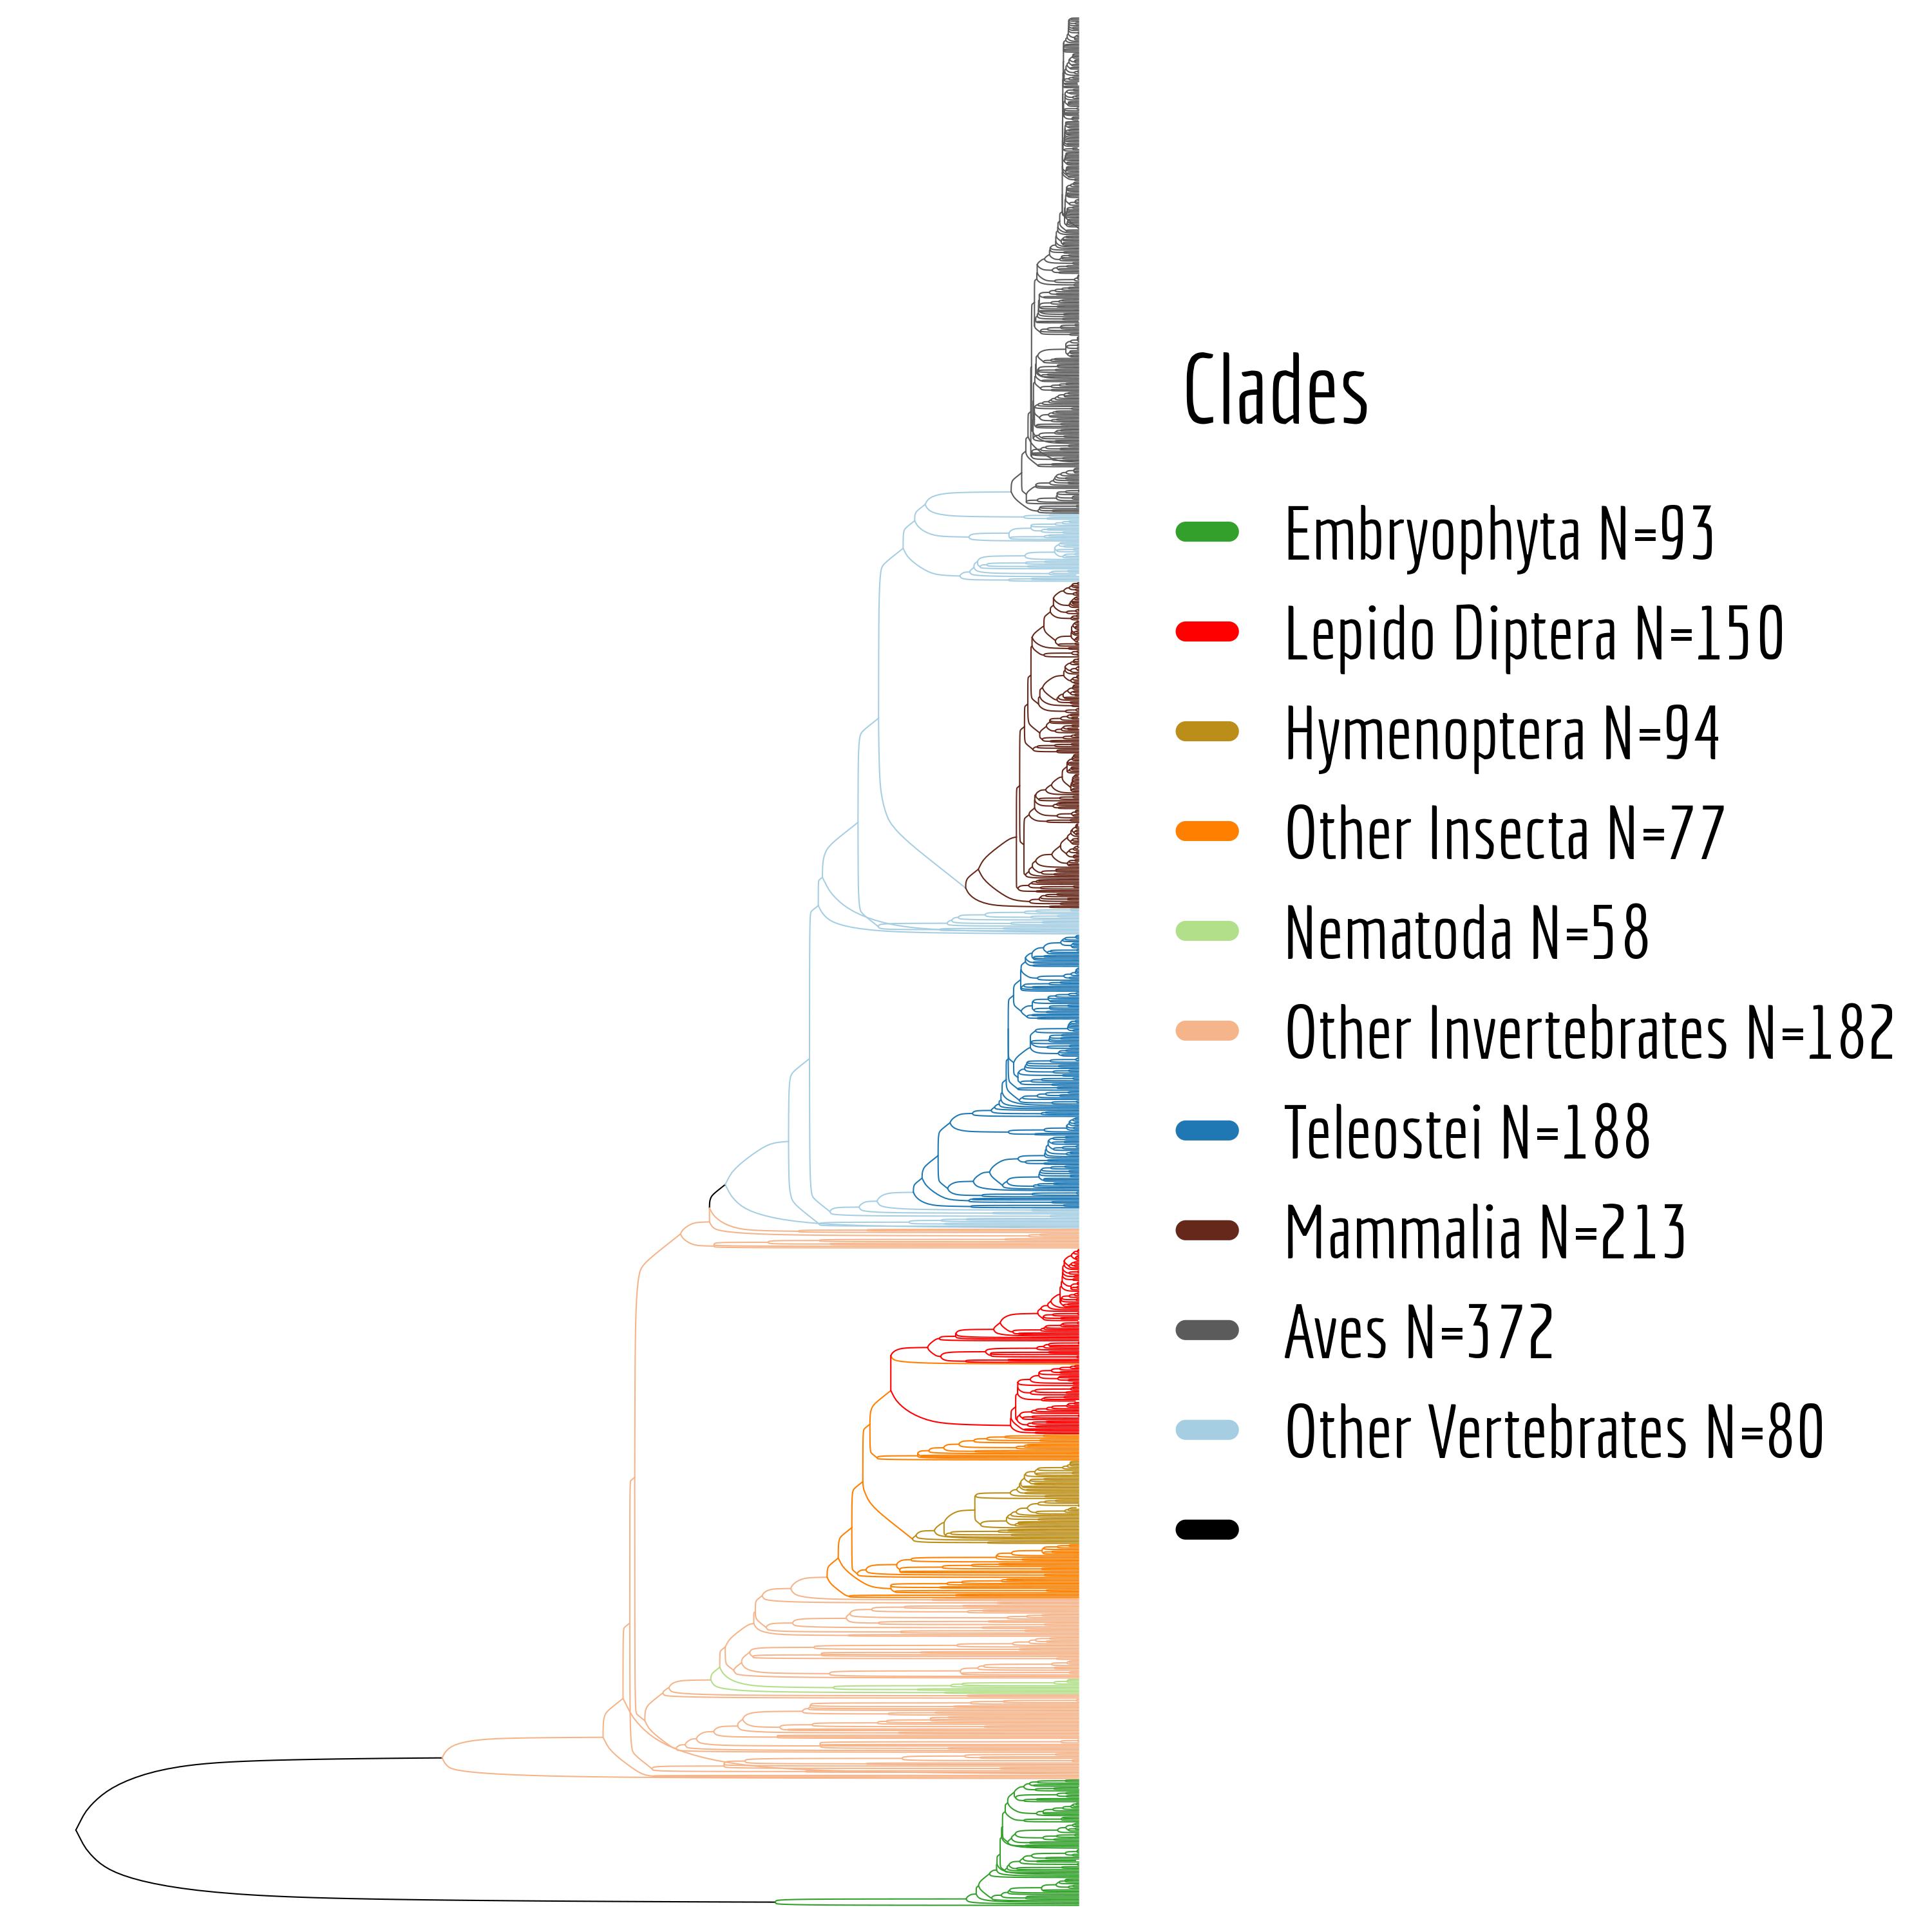 Clades
Embryophyta N=93
Lepido Diptera N=150
Hymenoptera N=94
Other Insecta N=77
Nematoda N=58
Other Invertebrates N=182
Teleostei N=188
Mammalia N=213
Aves N=372
Other Vertebrates N=80